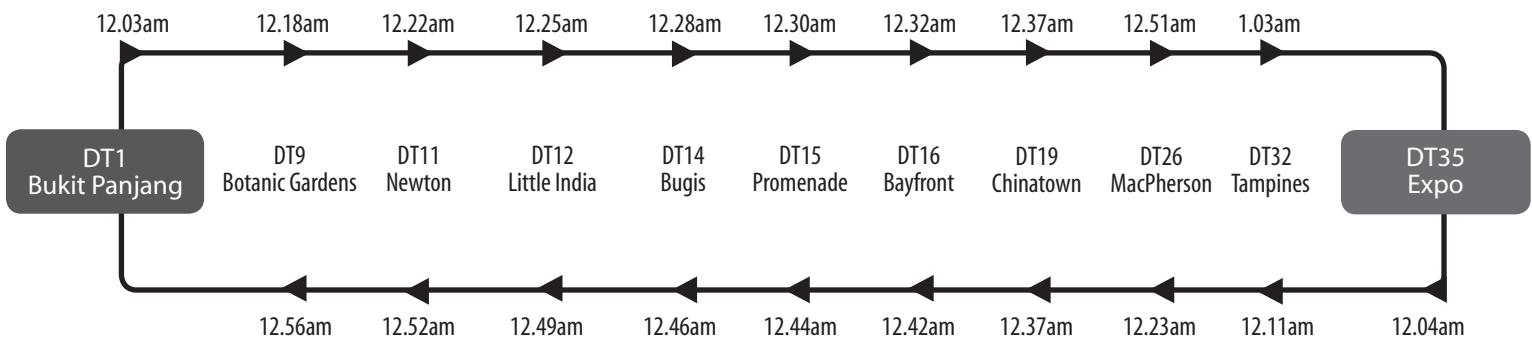 12.03am 12.18am 12.22am 12.25am 12.28am 12.30am 12.32am 12.37am 12.51am 1.03am
DT1 DT9 DT11 DT12 DT14 DT15 DT16 DT19 DT26 DT32 DT35
Bukit Panjang Botanic Gardens Newton Little India Bugis Promenade Bayfront Chinatown MacPherson Tampines Expo
12.56am 12.52am 12.49am 12.46am 12.44am 12.42am 12.37am 12.23am 12.11am 12.04am